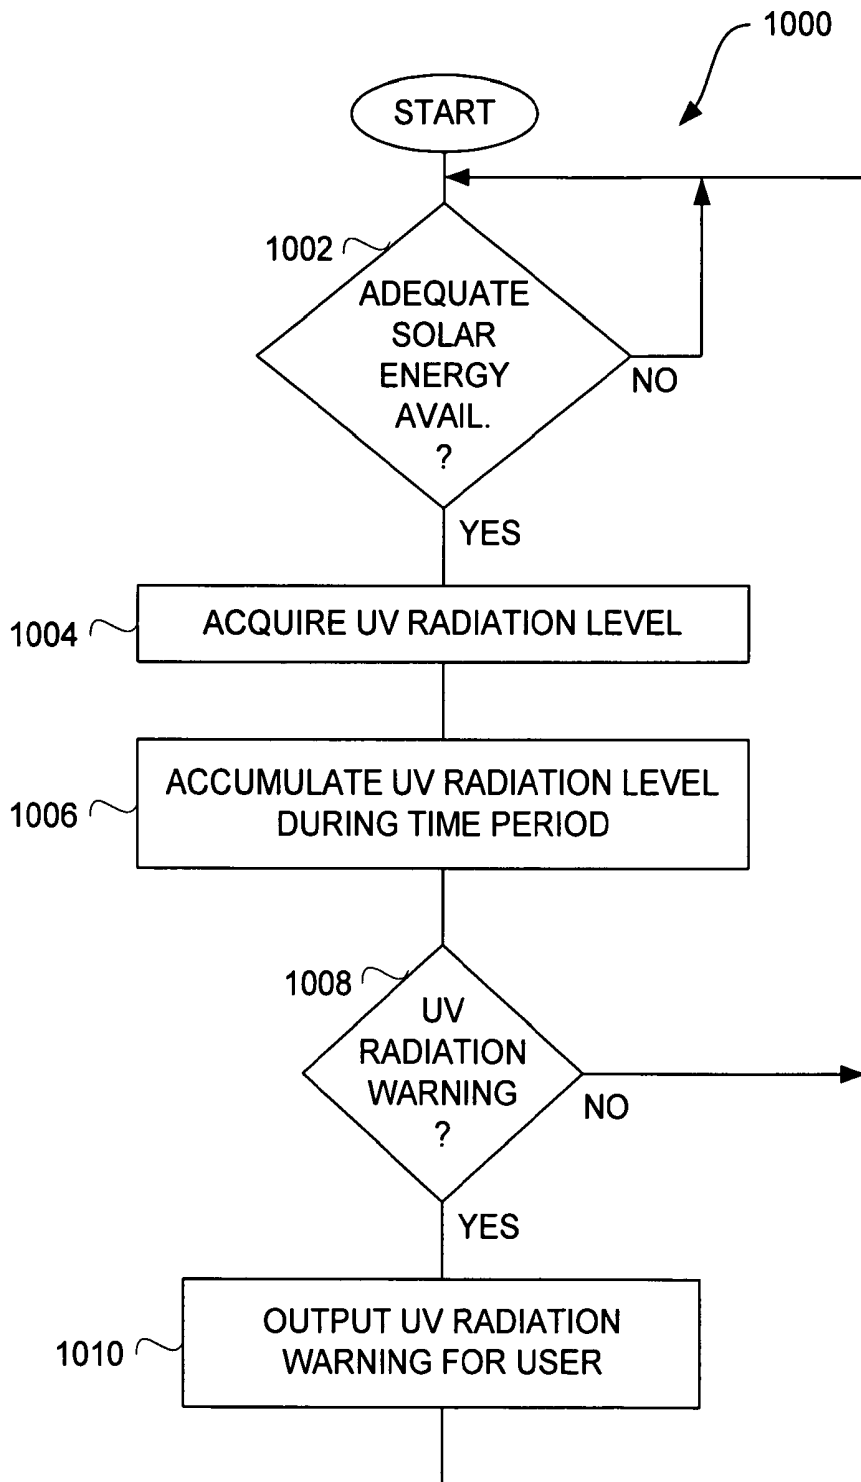 1000
START
1002
ADEQUATE
SOLAR
ENERGY
AVAIL.
?
NO
YES
1004
ACQUIRE UV RADIATION LEVEL
1006
ACCUMULATE UV RADIATION LEVEL
DURING TIME PERIOD
1008
UV
RADIATION
WARNING
?
NO
YES
1010
OUTPUT UV RADIATION
WARNING FOR USER